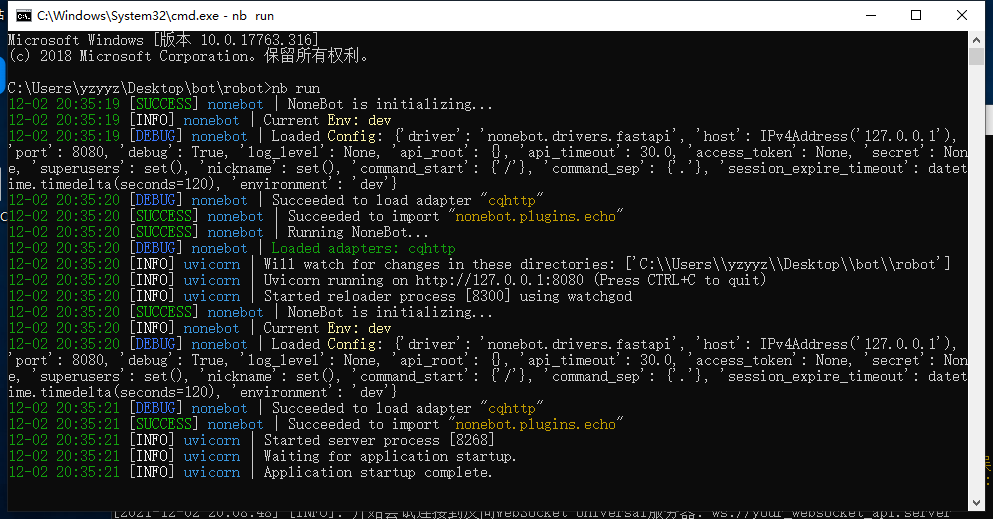 C:\Windows\System32\cmd.exe - nb  run
Microsoft Windows [版本 10.0.17763.316]
(c) 2018 Microsoft Corporation。保留所有权利。
C:\Users\yzyyz\Desktop\bot\robot>nb run
12-02 20:35:19 [SUCCESS] nonebot | NoneBot is initializing...
12-02 20:35:19 [INFO] nonebot | Current Env: dev
12-02 20:35:19 [DEBUG] nonebot | Loaded Config: {'driver': 'nonebot.drivers.fastapi', 'host': IPv4Address('127.0.0.1'),
'port': 8080, 'debug': True, 'log_level': None, 'api_root': {}, 'api_timeout': 30.0, 'access_token': None, 'secret': Non
e, 'superusers': set(), 'nickname': set(), 'command_start': {'/'}, 'command_sep': {'.'}, 'session_expire_timeout': datet
ime.timedelta(seconds=120), 'environment': 'dev'}
12-02 20:35:20 [DEBUG] nonebot | Succeeded to load adapter "cqhttp"
12-02 20:35:20 [SUCCESS] nonebot | Succeeded to import "nonebot.plugins.echo"
12-02 20:35:20 [SUCCESS] nonebot | Running NoneBot...
12-02 20:35:20 [DEBUG] nonebot | Loaded adapters: cqhttp
12-02 20:35:20 [INFO] uvicorn | Will watch for changes in these directories: ['C:\\Users\\yzyyz\\Desktop\\bot\\robot']
12-02 20:35:20 [INFO] uvicorn | Uvicorn running on http://127.0.0.1:8080 (Press CTRL+C to quit)
12-02 20:35:20 [INFO] uvicorn | Started reloader process [8300] using watchgod
12-02 20:35:20 [SUCCESS] nonebot | NoneBot is initializing...
12-02 20:35:20 [INFO] nonebot | Current Env: dev
12-02 20:35:20 [DEBUG] nonebot | Loaded Config: {'driver': 'nonebot.drivers.fastapi', 'host': IPv4Address('127.0.0.1'),
'port': 8080, 'debug': True, 'log_level': None, 'api_root': {}, 'api_timeout': 30.0, 'access_token': None, 'secret': Non
e, 'superusers': set(), 'nickname': set(), 'command_start': {'/'}, 'command_sep': {'.'}, 'session_expire_timeout': datet
ime.timedelta(seconds=120), 'environment': 'dev'}
12-02 20:35:21 [DEBUG] nonebot | Succeeded to load adapter "cqhttp"
12-02 20:35:21 [SUCCESS] nonebot | Succeeded to import "nonebot.plugins.echo"
12-02 20:35:21 [INFO] uvicorn | Started server process [8268]
12-02 20:35:21 [INFO] uvicorn | Waiting for application startup.
12-02 20:35:21 [INFO] uvicorn | Application startup complete.
[2021-12-02 20:08:48] [INFO]: 开始尝试连接到反向WebSocket Universal服务器: ws://your_websocket_api.server